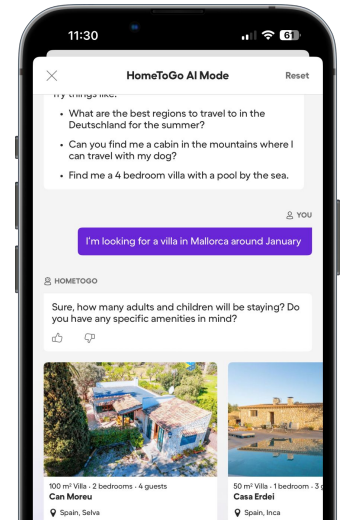 11:30
61
HomeToGo AI Mode
Reset
Try things like:
• What are the best regions to travel to in the
Deutschland for the summer?
• Can you find me a cabin in the mountains where I
can travel with my dog?
• Find me a 4 bedroom villa with a pool by the sea.
YOU
I'm looking for a villa in Mallorca around January
HOMETOGO
Sure, how many adults and children will be staying? Do
you have any specific amenities in mind?
100 m² Villa · 2 bedrooms · 4 guests
Can Moreu
Spain, Selva
50 m² Villa · 1 bedroom · 3 g
Casa Erdei
Spain, Inca